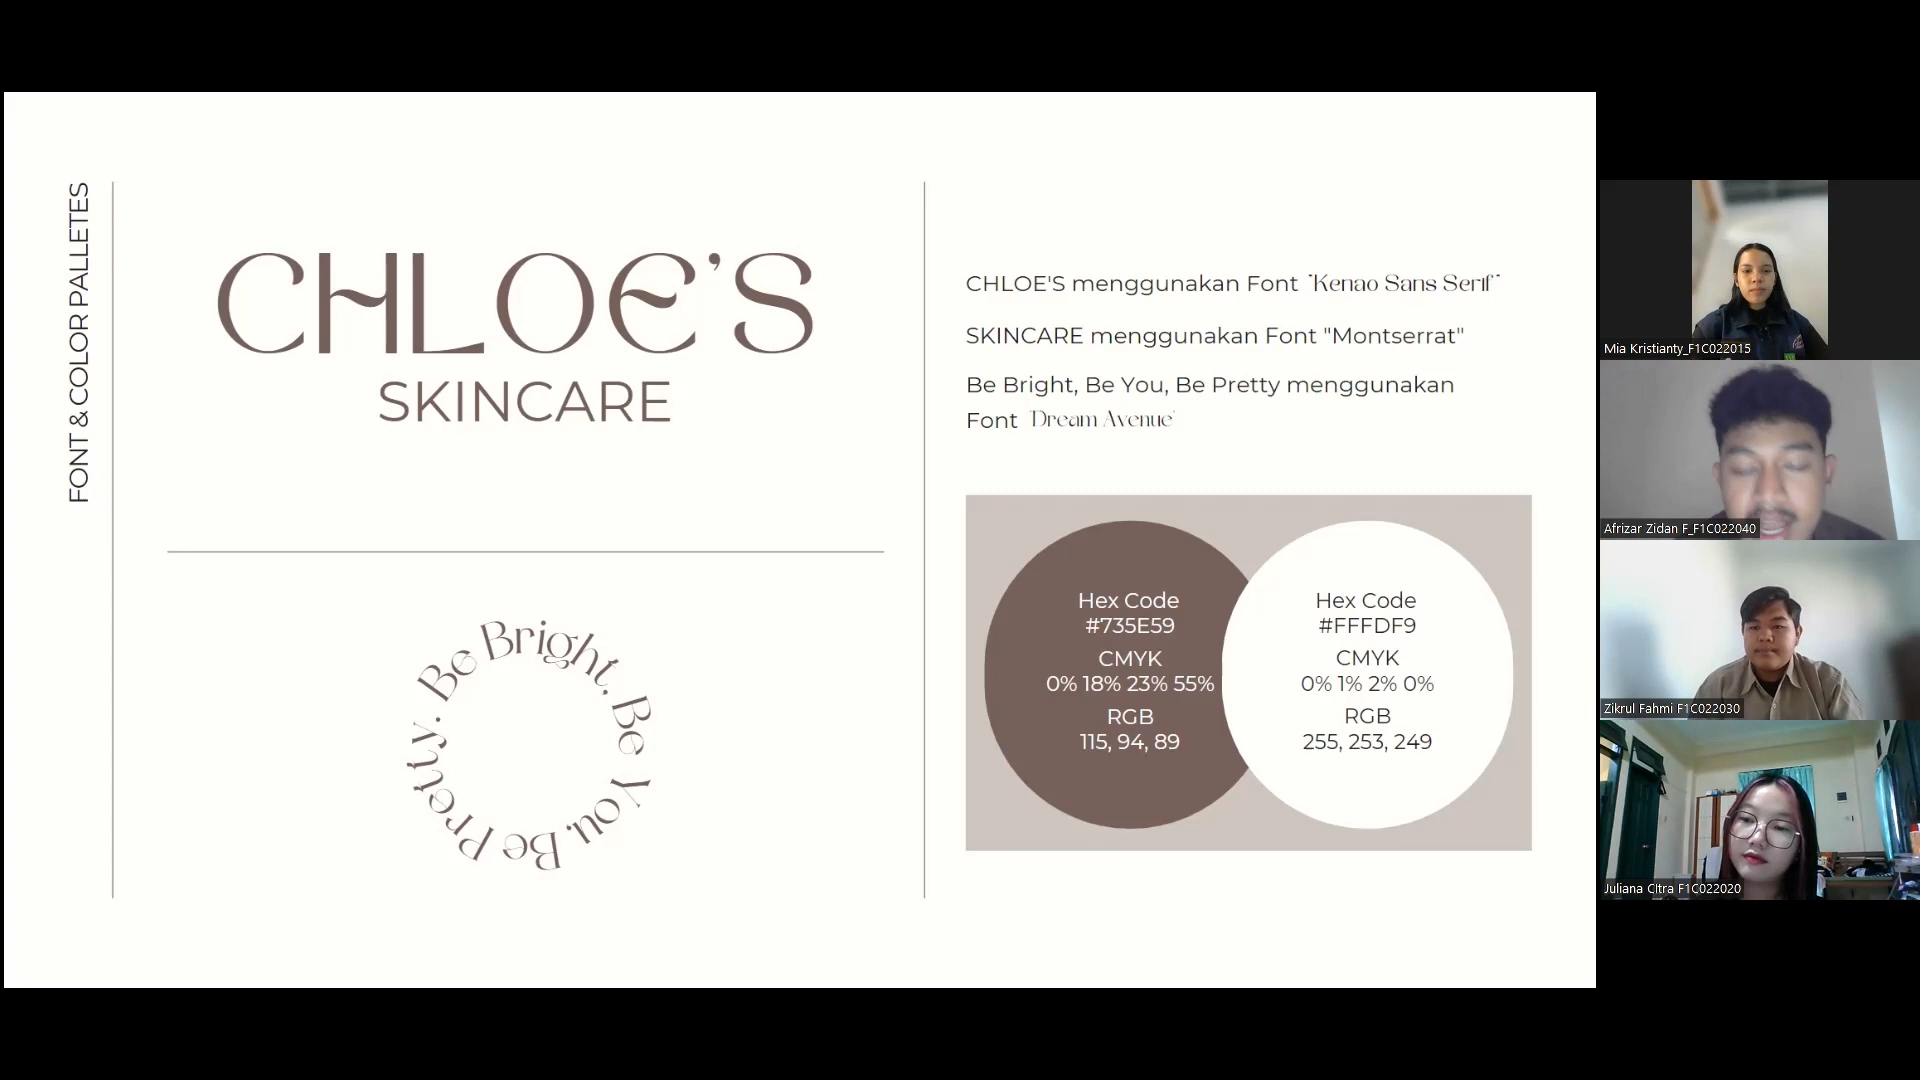 FONT & COLOR PALLETES
CHLOE'S
SKINCARE
Be Bright, Be You, Be Pretty.
CHLOE'S menggunakan Font "Kenao Sans Serif"
SKINCARE menggunakan Font "Montserrat"
Be Bright, Be You, Be Pretty menggunakan
Font "Dream Avenue"
Hex Code
#735E59
CMYK
0% 18% 23% 55%
RGB
115, 94, 89
Hex Code
#FFFDF9
CMYK
0% 1% 2% 0%
RGB
255, 253, 249
Mia Kristianty_F1C022015
Afrizar Zidan F_F1C022040
Zikrul Fahmi F1C022030
Juliana CItra F1C022020